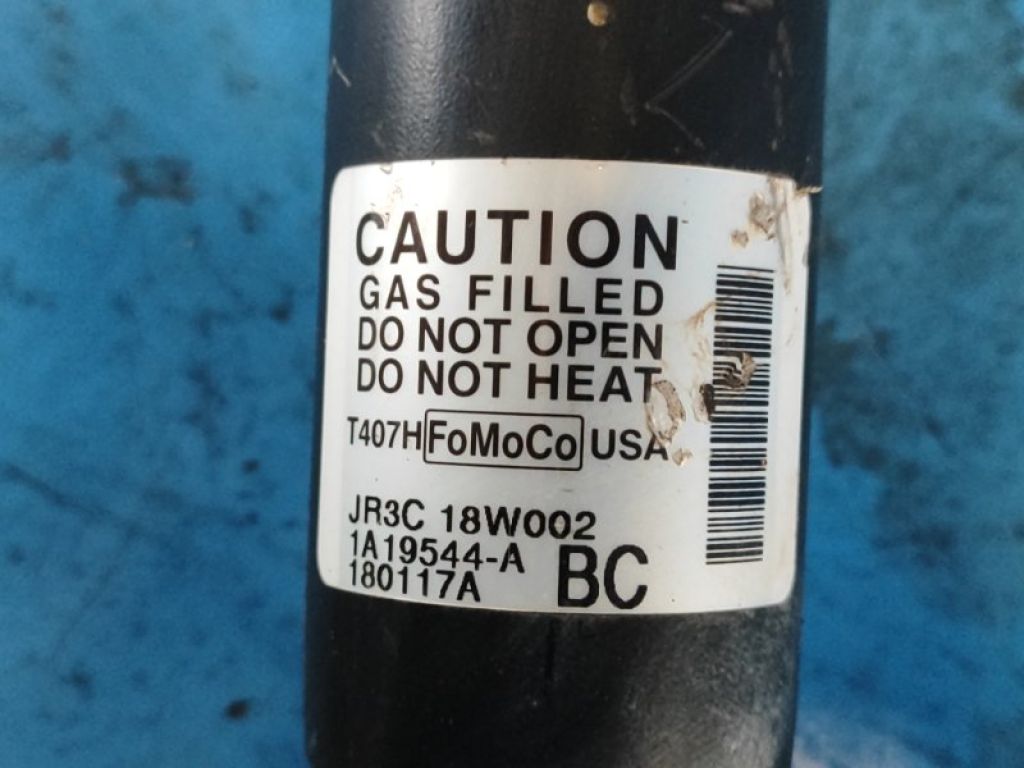 CAUTION
GAS FILLED
DO NOT OPEN
DO NOT HEAT
T407H FoMoCo USA
JR3C 18W002
1A19544-A BC
180117A